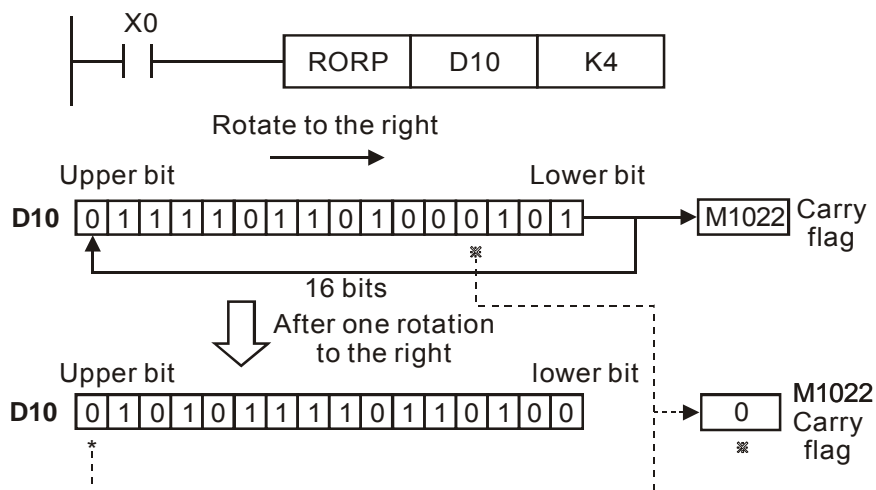 X0
RORP D10 K4
Rotate to the right
Upper bit Lower bit
D10 0 1 1 1 1 0 1 1 0 1 0 0 0 1 0 1 M1022 Carry
flag
※
16 bits
After one rotation
to the right
Upper bit lower bit
D10 0 1 0 1 0 1 1 1 1 0 1 1 0 1 0 0 0 M1022
Carry
flag
* ※